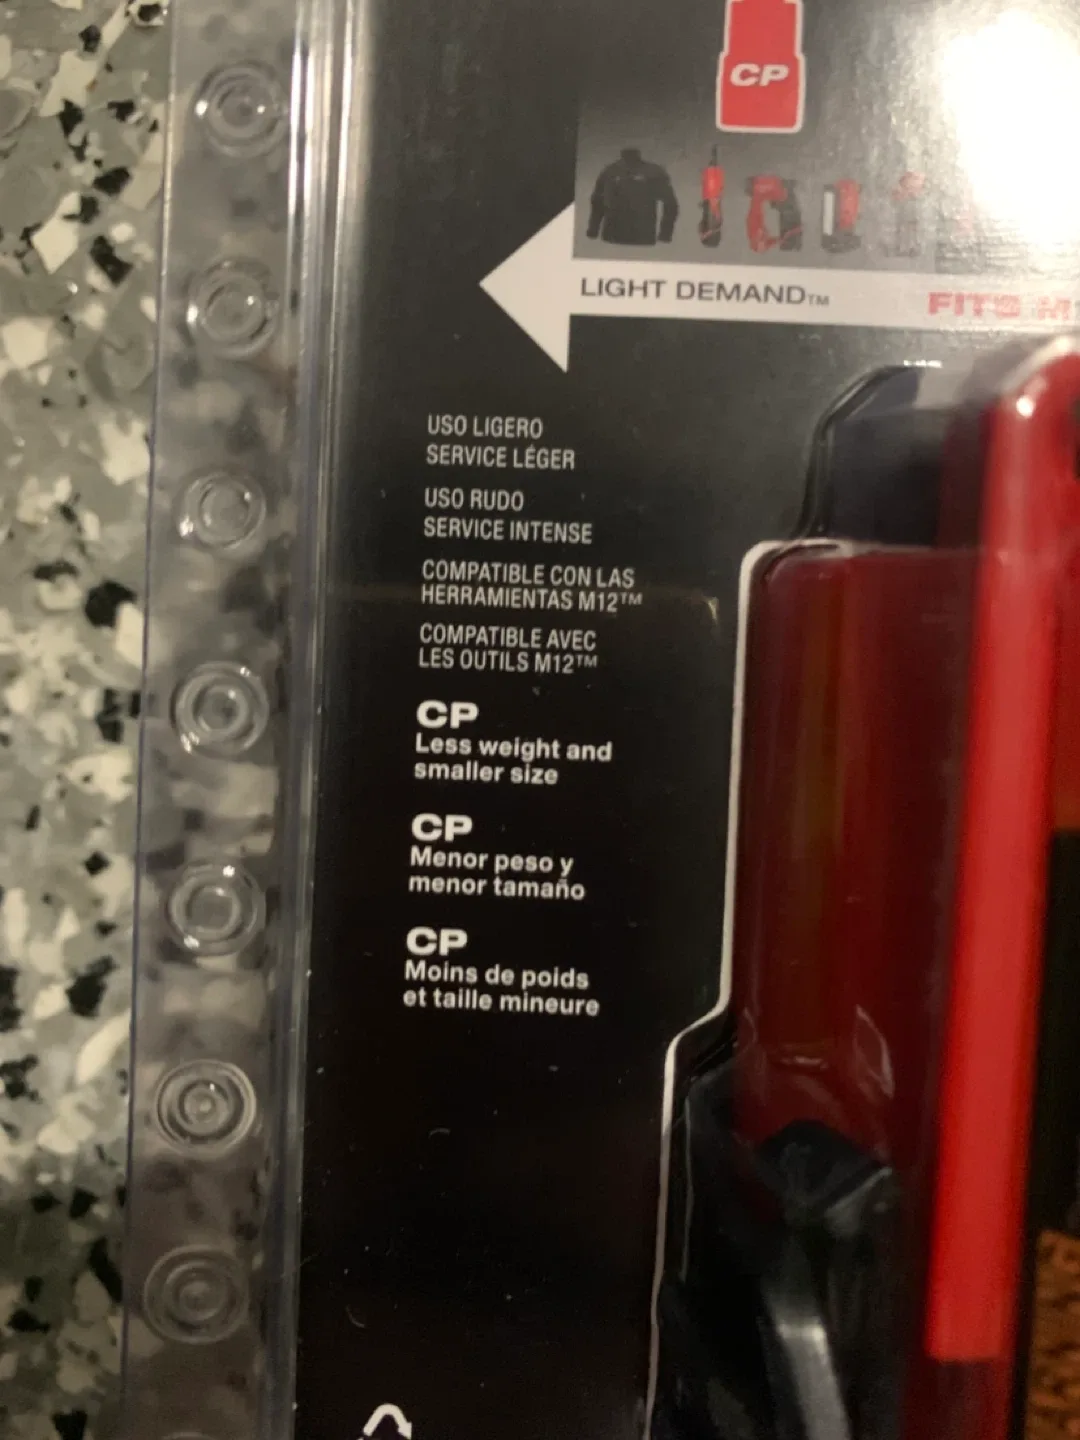 CP
LIGHT DEMAND™
FITS
USO LIGERO
SERVICE LÉGER
USO RUDO
SERVICE INTENSE
COMPATIBLE CON LAS
HERRAMIENTAS M12™
COMPATIBLE AVEC
LES OUTILS M12™
CP
Less weight and
smaller size
CP
Menor peso y
menor tamaño
CP
Moins de poids
et taille mineure